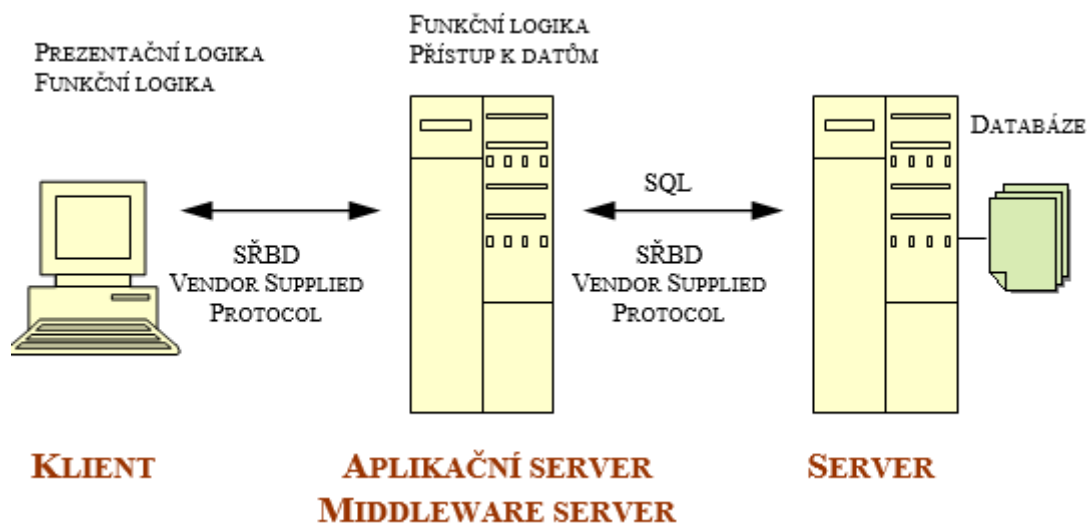 PREZENTAČNÍ LOGIKA
FUNKČNÍ LOGIKA
FUNKČNÍ LOGIKA
PŘÍSTUP K DATŮM
DATABÁZE
SQL
SŘBD
VENDOR SUPPLIED
PROTOCOL
SŘBD
VENDOR SUPPLIED
PROTOCOL
KLIENT
APLIKAČNÍ SERVER
MIDDLEWARE SERVER
SERVER